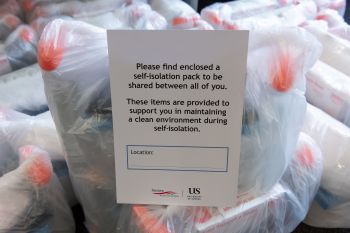 Please find enclosed a
self-isolation pack to be
shared between all of you.
These items are provided to
support you in maintaining
a clean environment during
self-isolation.
Location:
US